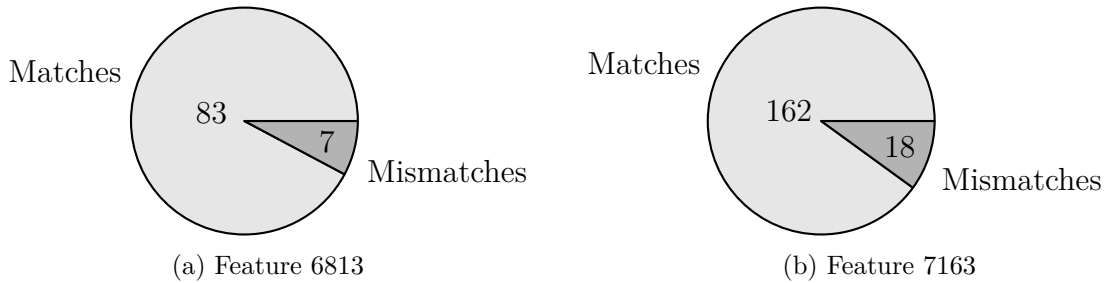 Matches
83
7
Mismatches
(a) Feature 6813
Matches
162
18
Mismatches
(b) Feature 7163